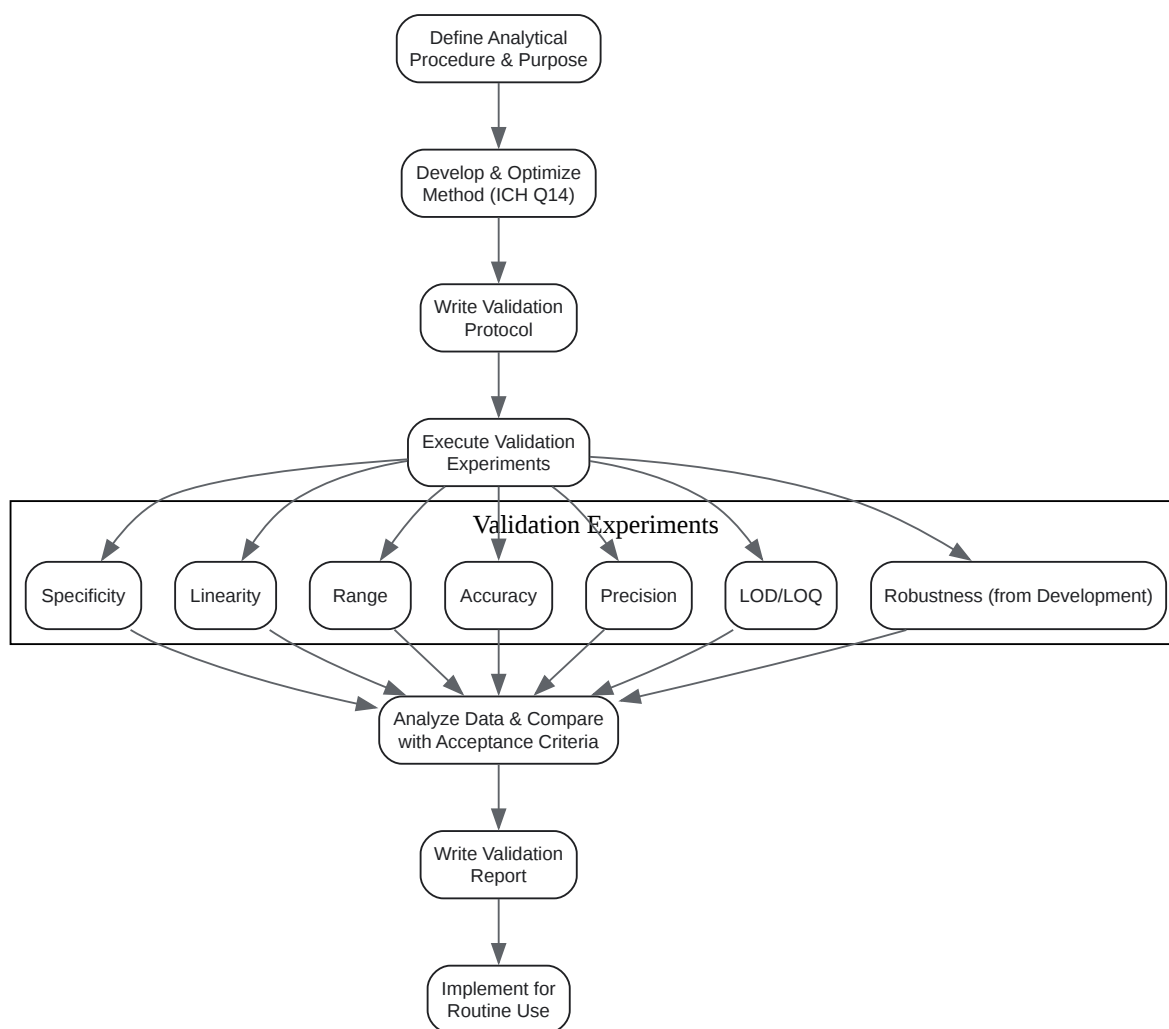 Define Analytical
Procedure & Purpose
Develop & Optimize
Method (ICH Q14)
Write Validation
Protocol
Execute Validation
Experiments
Validation Experiments
Specificity
Linearity
Range
Accuracy
Precision
LOD/LOQ
Robustness (from Development)
Analyze Data & Compare
with Acceptance Criteria
Write Validation
Report
Implement for
Routine Use